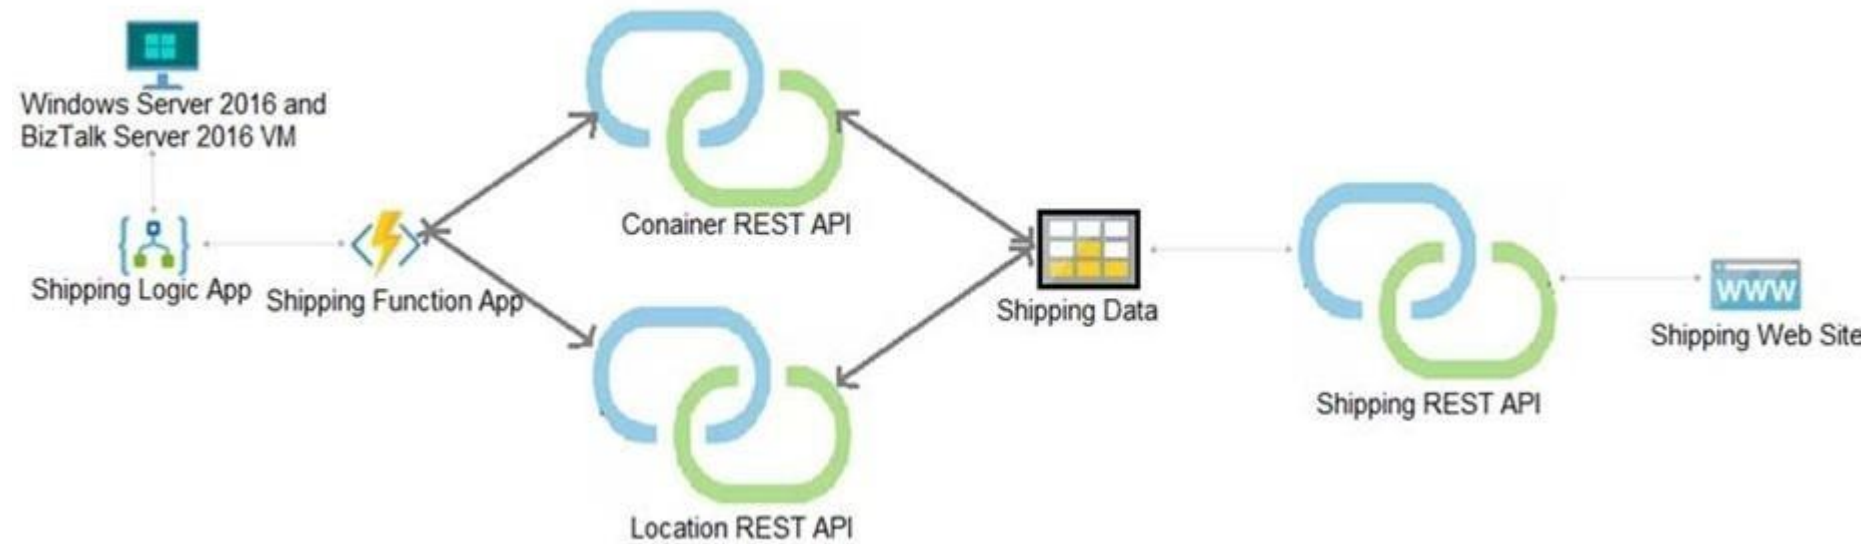 Windows Server 2016 and
BizTalk Server 2016 VM
Shipping Logic App
Shipping Function App
Conainer REST API
Location REST API
Shipping Data
Shipping REST API
WWW
Shipping Web Site